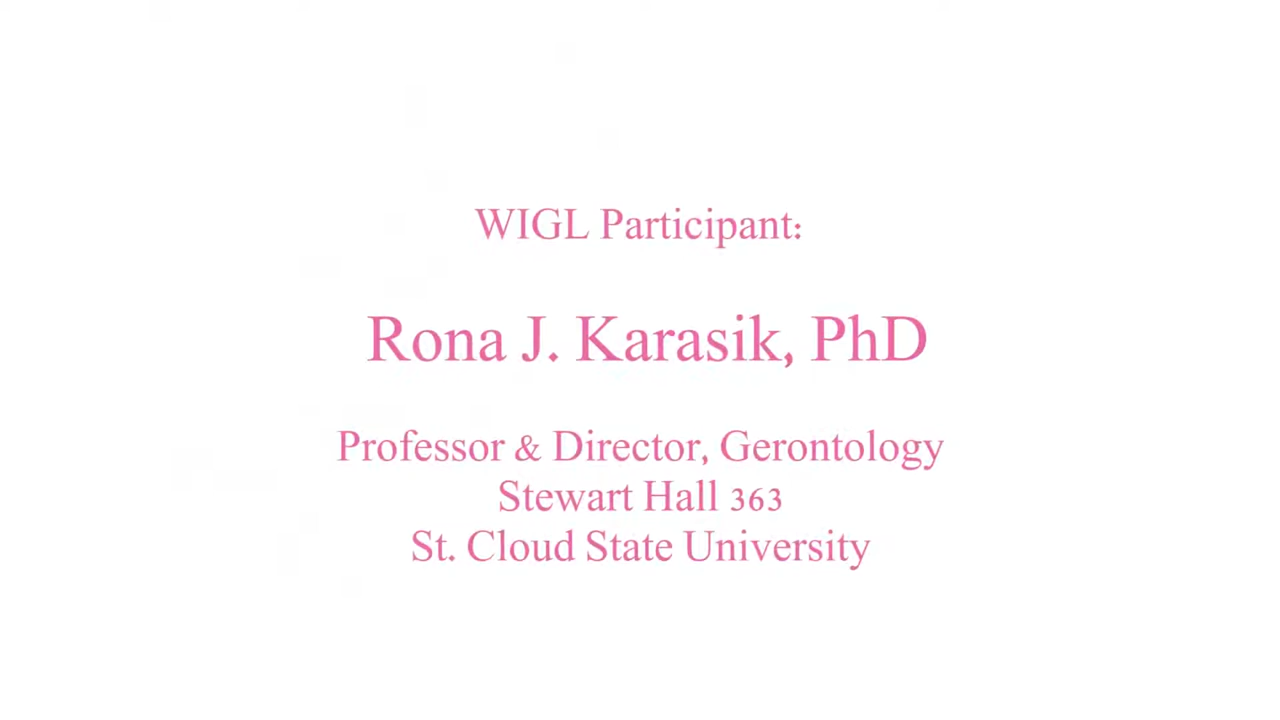 WIGL Participant:
Rona J. Karasik, PhD
Professor & Director, Gerontology
Stewart Hall 363
St. Cloud State University